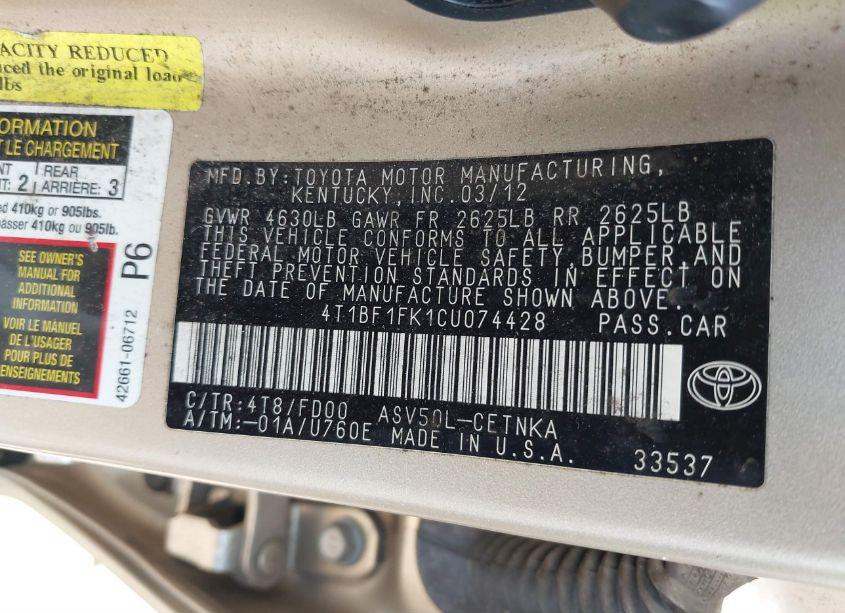 ACITY REDUCED
uced the original load
lbs
ORMATION
T LE CHARGEMENT
NT
T: 2
REAR
ARRIÈRE: 3
ed 410kg or 905lbs.
passer 410kg ou 905lb.
SEE OWNER'S
MANUAL FOR
ADDITIONAL
INFORMATION
VOIR LE MANUEL
DE L'USAGER
POUR PLUS DE
RENSEIGNEMENTS
P6
42661-06712
MFD.BY:TOYOTA MOTOR MANUFACTURING,
KENTUCKY,INC.03/12
GVWR 4630LB GAWR FR 2625LB RR 2625LB
THIS VEHICLE CONFORMS TO ALL APPLICABLE
FEDERAL MOTOR VEHICLE SAFETY,BUMPER,AND
THEFT PREVENTION STANDARDS IN EFFECT ON
THE DATE OF MANUFACTURE SHOWN ABOVE.
4T1BF1FK1CU074428 PASS.CAR
C/TR:4T8/FD00 ASV50L-CETNKA
A/TM:-01A/U760E MADE IN U.S.A.
33537